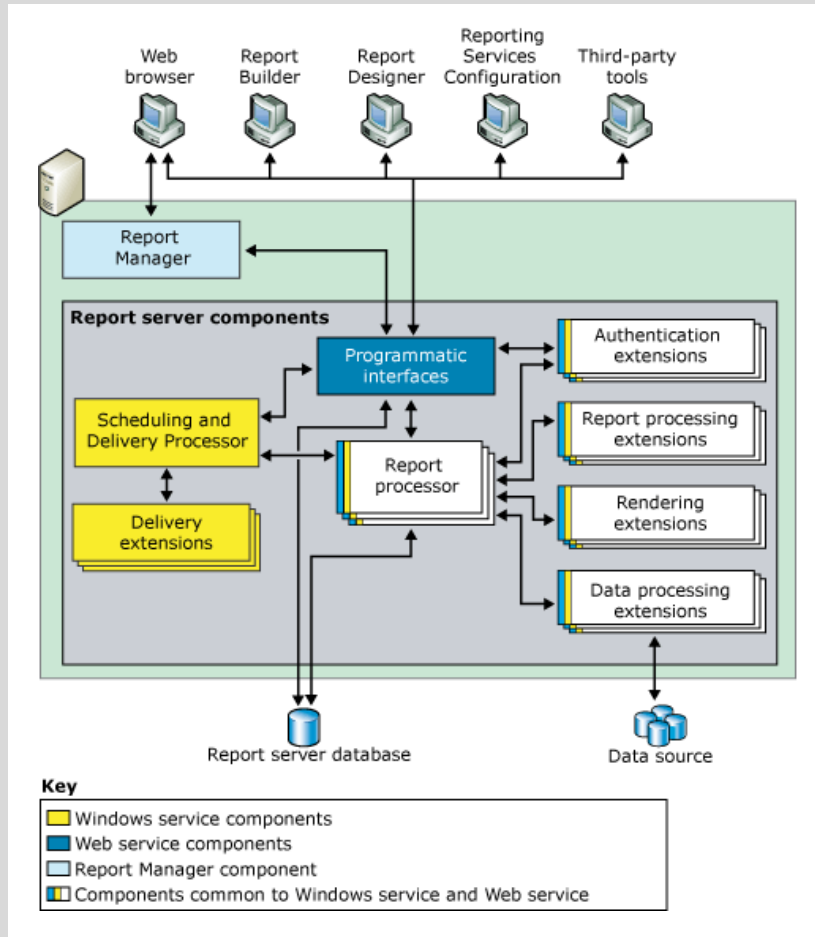 Web
browser
Report
Builder
Report
Designer
Reporting
Services
Configuration
Third-party
tools
Report
Manager
Report server components
Programmatic
interfaces
Authentication
extensions
Scheduling and
Delivery Processor
Report processing
extensions
Report
processor
Delivery
extensions
Rendering
extensions
Data processing
extensions
Report server database
Data source
Key
Windows service components
Web service components
Report Manager component
Components common to Windows service and Web service